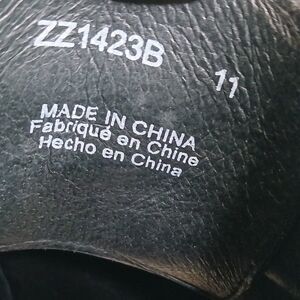 ZZ1423B
11
MADE IN CHINA
Fabriqué en Chine
Hecho en China